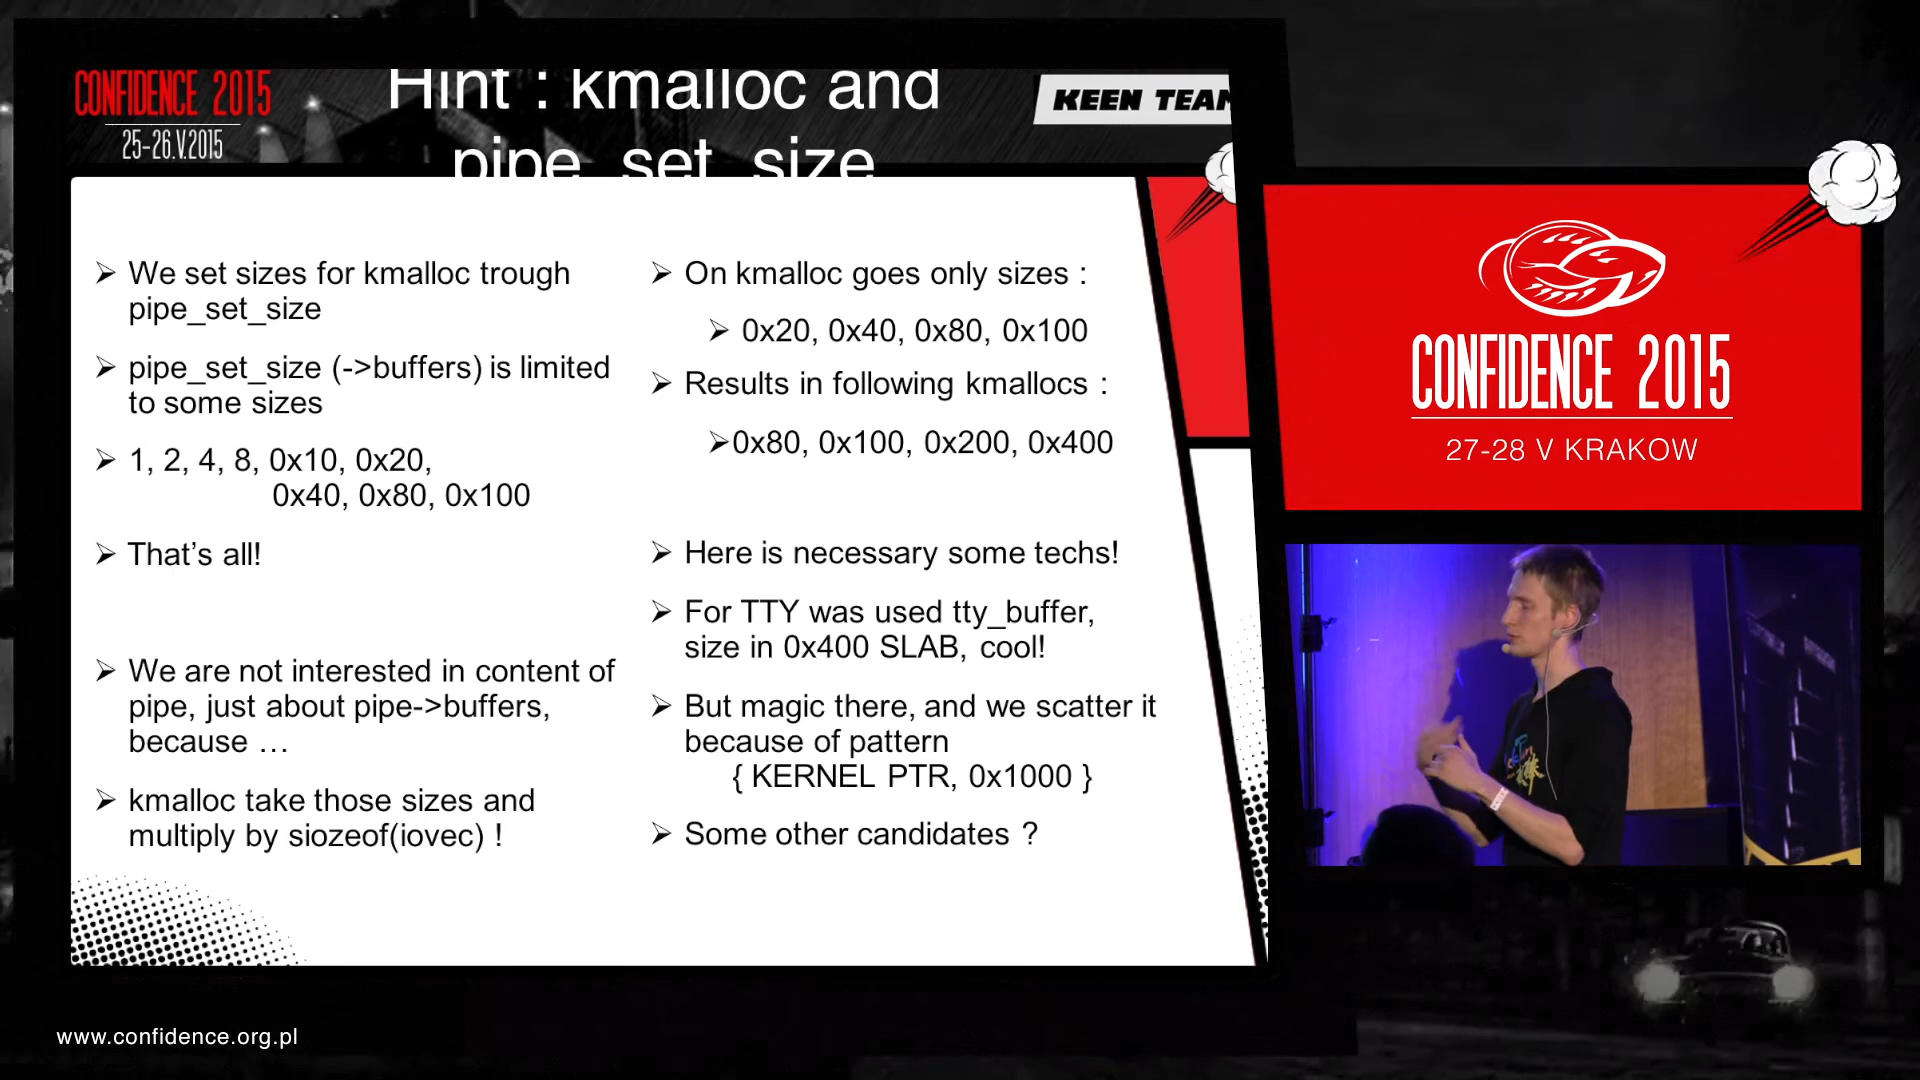 CONFIDENCE 2015
25-26.V.2015
Hint : kmalloc and
pipe_set_size
KEEN TEAM
We set sizes for kmalloc trough
pipe_set_size
pipe_set_size (->buffers) is limited
to some sizes
1, 2, 4, 8, 0x10, 0x20,
0x40, 0x80, 0x100
That's all!
We are not interested in content of
pipe, just about pipe->buffers,
because …
kmalloc take those sizes and
multiply by siozeof(iovec) !
On kmalloc goes only sizes :
0x20, 0x40, 0x80, 0x100
Results in following kmallocs :
0x80, 0x100, 0x200, 0x400
Here is necessary some techs!
For TTY was used tty_buffer,
size in 0x400 SLAB, cool!
But magic there, and we scatter it
because of pattern
{ KERNEL PTR, 0x1000 }
Some other candidates ?
CONFIDENCE 2015
27-28 V KRAKOW
www.confidence.org.pl